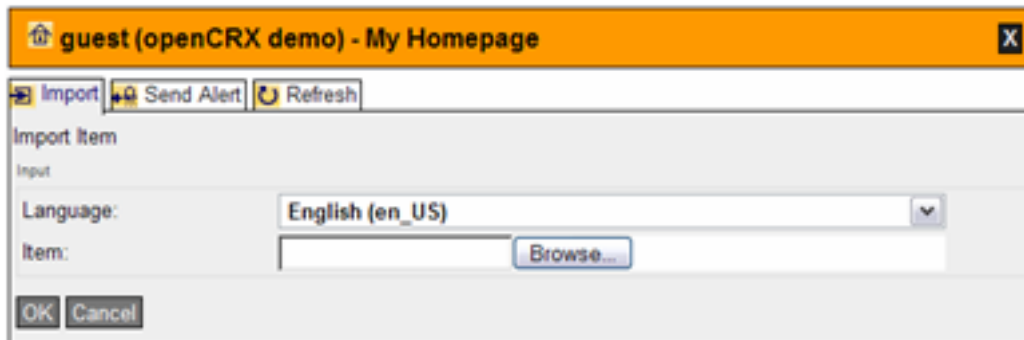 guest (openCRX demo) - My Homepage X
Import Send Alert Refresh
Import Item
Input
Language: English (en_US)
Item: Browse...
OK Cancel